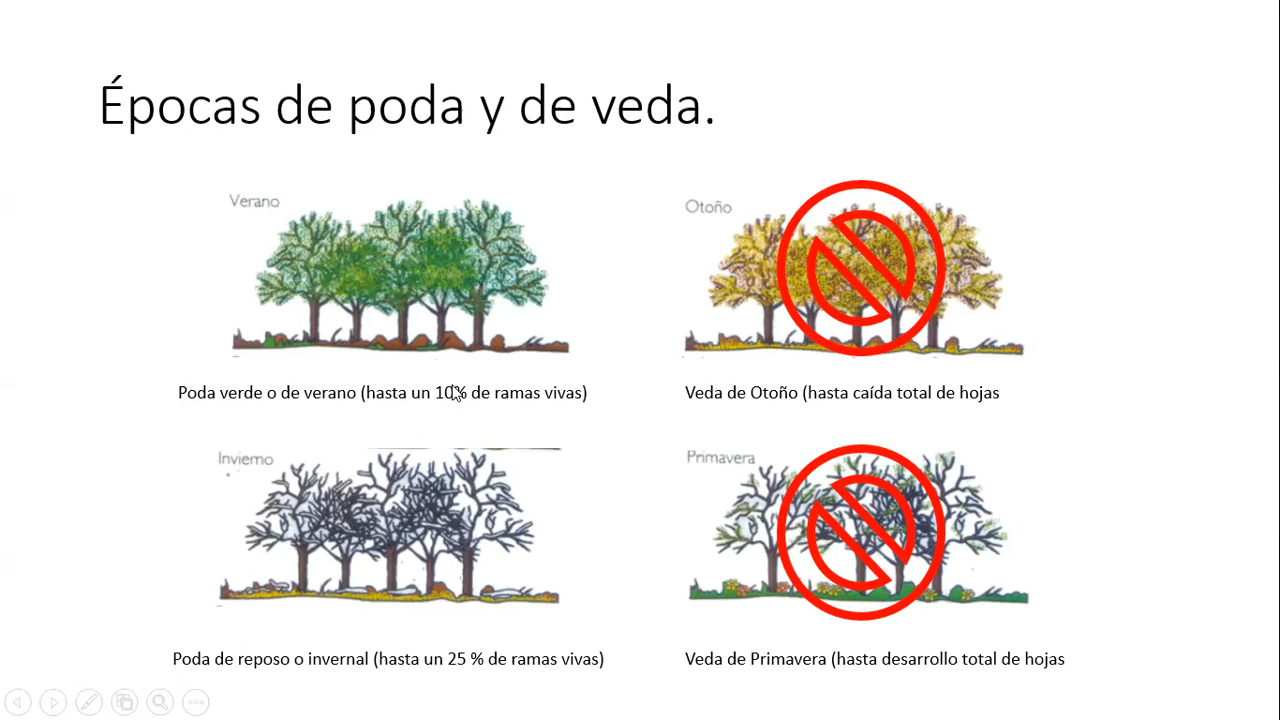 Épocas de poda y de veda.
Verano
Otoño
Poda verde o de verano (hasta un 10% de ramas vivas)
Veda de Otoño (hasta caída total de hojas
Invierno
Primavera
Poda de reposo o invernal (hasta un 25 % de ramas vivas)
Veda de Primavera (hasta desarrollo total de hojas